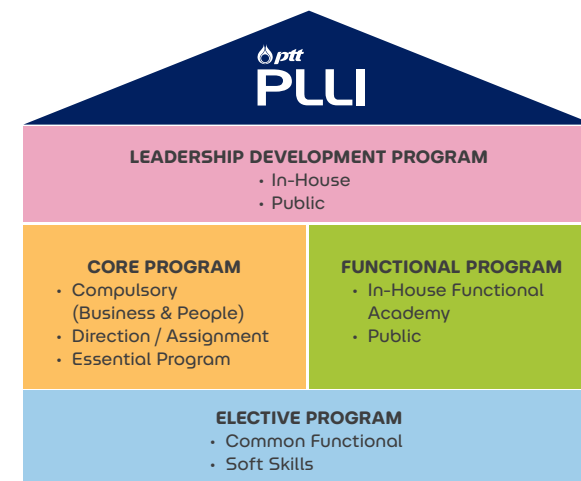 ptt
PLLI
LEADERSHIP DEVELOPMENT PROGRAM
• In-House
• Public
CORE PROGRAM
• Compulsory
(Business & People)
• Direction / Assignment
• Essential Program
FUNCTIONAL PROGRAM
• In-House Functional
Academy
• Public
ELECTIVE PROGRAM
• Common Functional
• Soft Skills